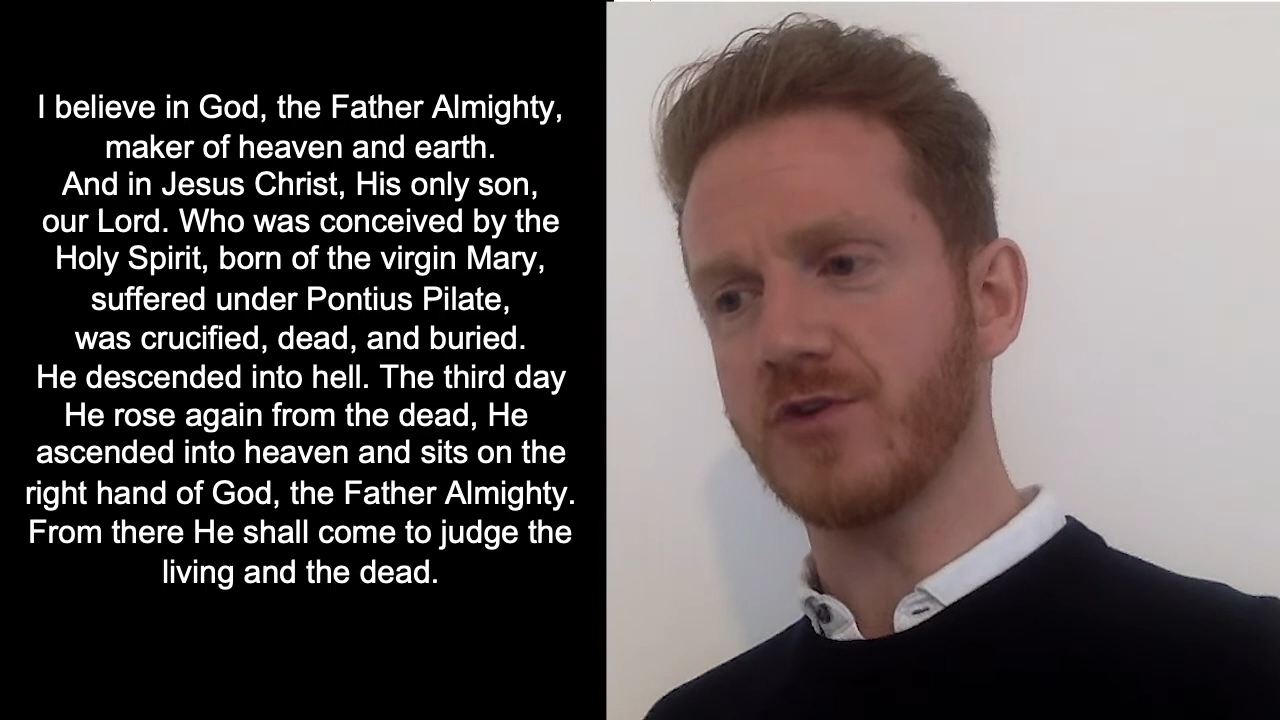 I believe in God, the Father Almighty,
maker of heaven and earth.
And in Jesus Christ, His only son,
our Lord. Who was conceived by the
Holy Spirit, born of the virgin Mary,
suffered under Pontius Pilate,
was crucified, dead, and buried.
He descended into hell. The third day
He rose again from the dead, He
ascended into heaven and sits on the
right hand of God, the Father Almighty.
From there He shall come to judge the
living and the dead.